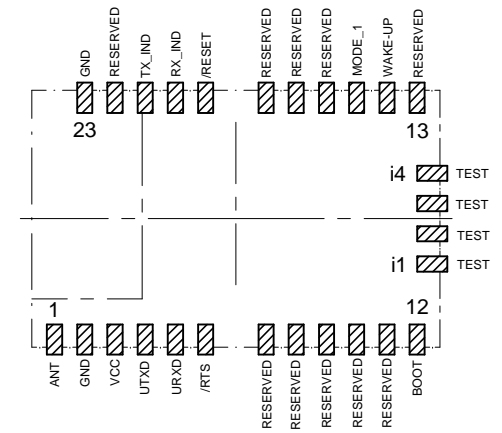 GND
RESERVED
TX_IND
RX_IND
/RESET
RESERVED
RESERVED
RESERVED
MODE_1
WAKE-UP
RESERVED
23
13
i4
TEST
TEST
TEST
i1
TEST
1
12
ANT
GND
VCC
UTXD
URXD
/RTS
RESERVED
RESERVED
RESERVED
RESERVED
RESERVED
BOOT